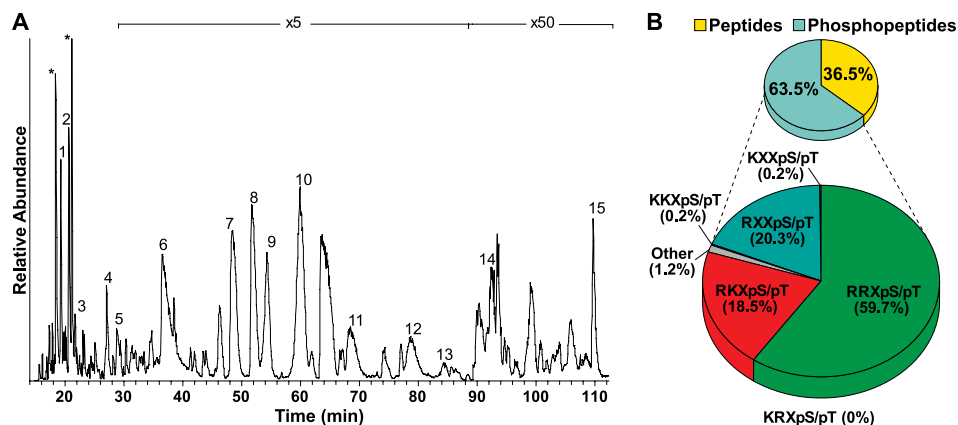 A
x5
x50
*
*
2
1
3
4
5
6
7
8
9
10
11
12
13
14
15
Relative Abundance
20 30 40 50 60 70 80 90 100 110
Time (min)
B
Peptides Phosphopeptides
36.5%
63.5%
KXXpS/pT
(0.2%)
KKXpS/pT
(0.2%)
RXXpS/pT
(20.3%)
Other
(1.2%)
RKXpS/pT
(18.5%)
RRXpS/pT
(59.7%)
KRXpS/pT (0%)